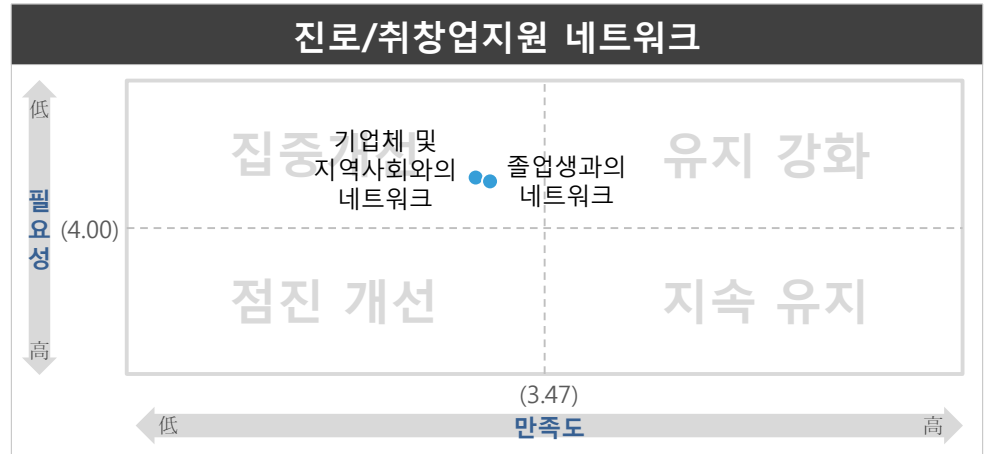 진로/취창업지원 네트워크
低
집중개선
유지 강화
기업체 및
지역사회와의
네트워크
졸업생과의
네트워크
필
요
성
(4.00)
점진 개선
지속 유지
高
(3.47)
低
만족도
高